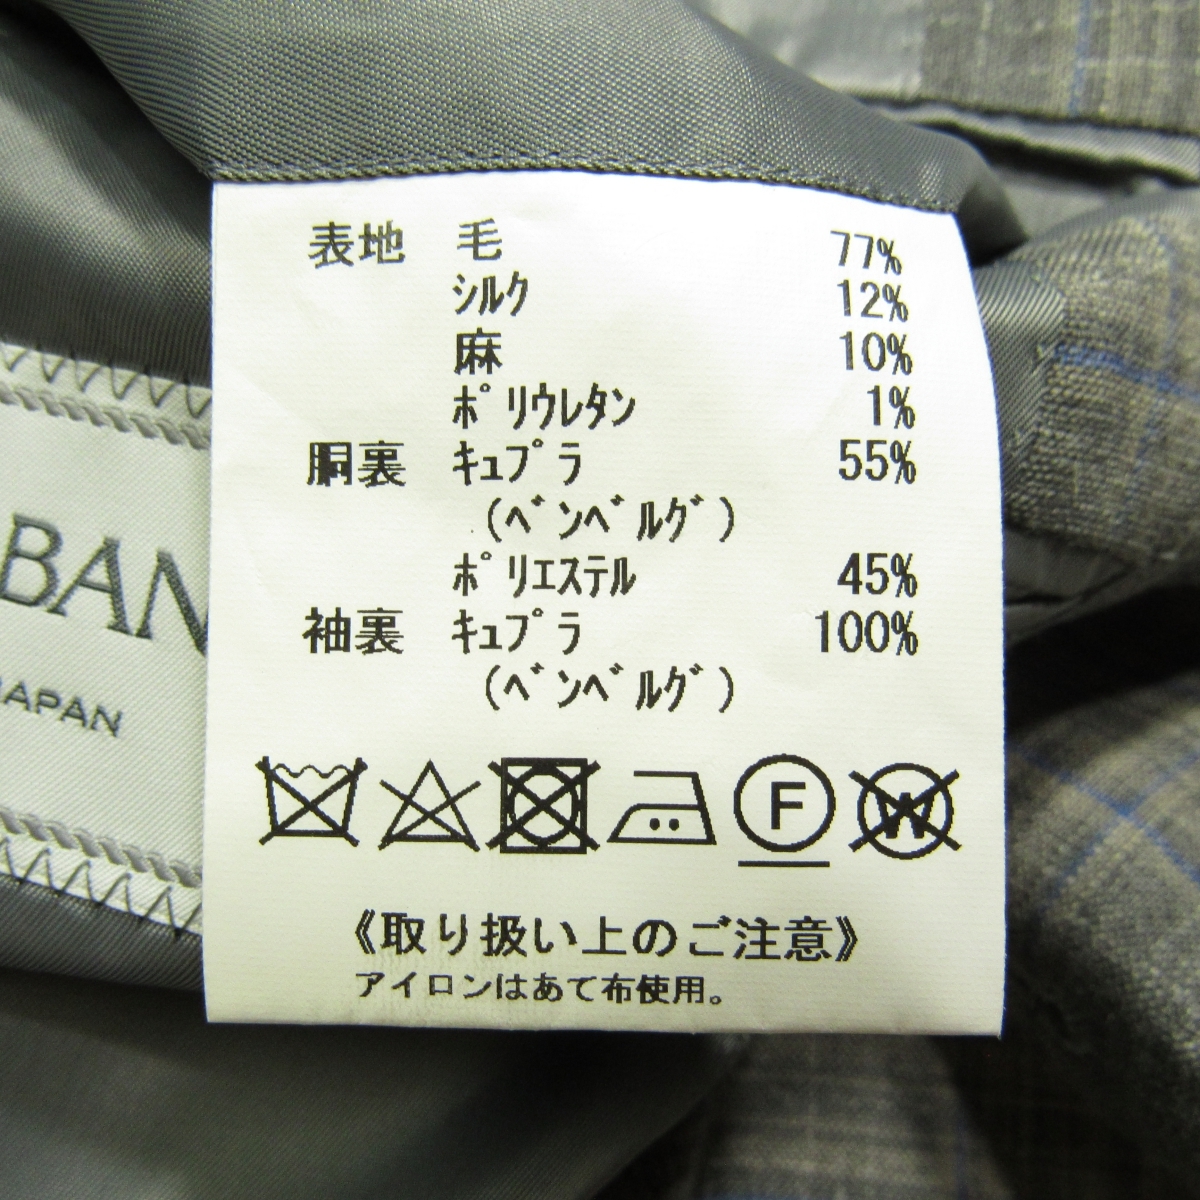 表地 毛 77%
シルク 12%
麻 10%
ポリウレタン 1%
胴裏 キュプラ 55%
(ベンベルグ)
ポリエステル 45%
袖裏 キュプラ 100%
(ベンベルグ)
F
W
《取り扱い上のご注意》
アイロンはあて布使用。
BAN
JAPAN